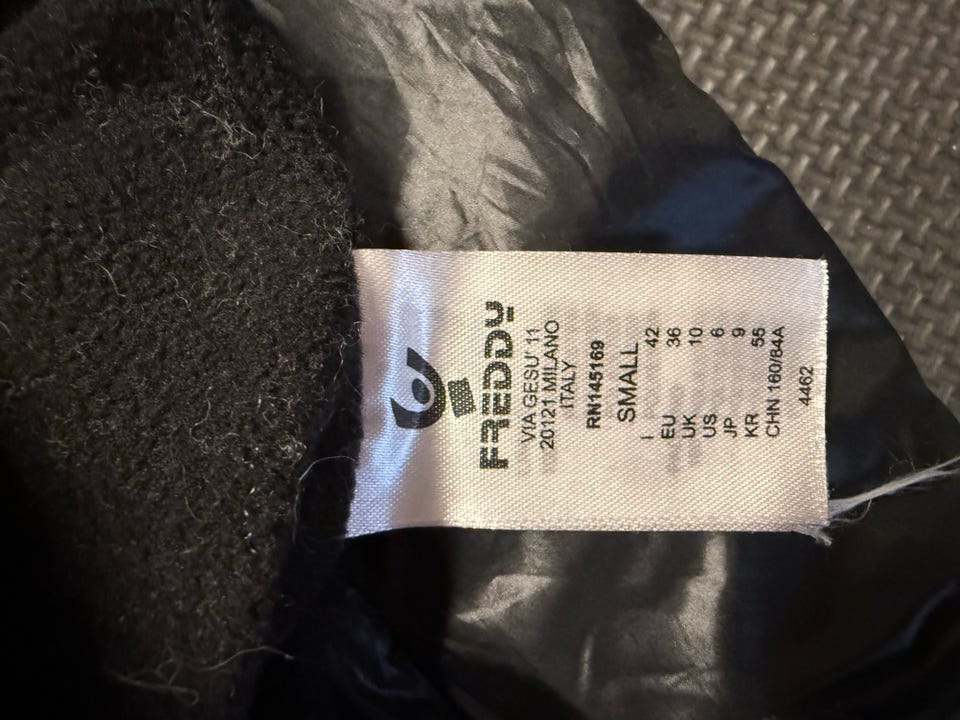 FREDDY
VIA GESU' 11
20121 MILANO
ITALY
RN145169
SMALL
I 42
EU 36
UK 10
US 6
JP 9
KR 55
CHN 160/84A
4462